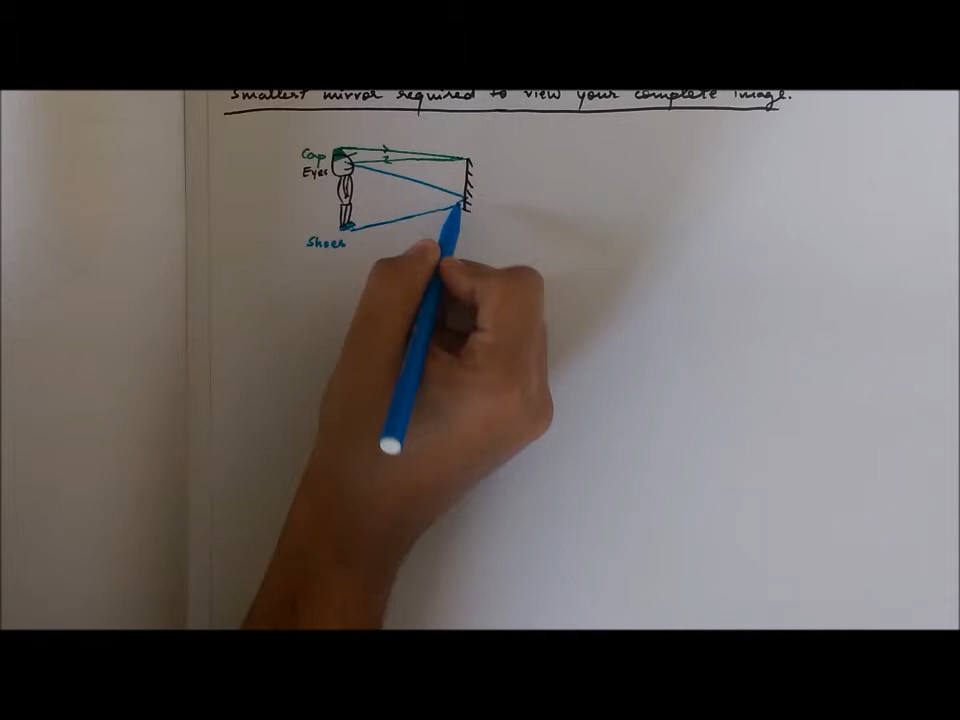 smallest mirror required to view your complete image.
Cap
Eyes
Shoes